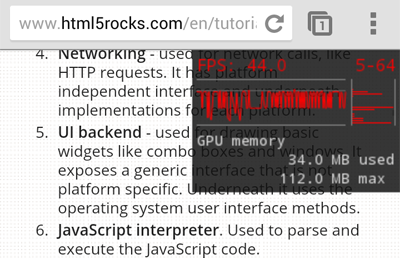 www.html5rocks.com/en/tutori
1
4. Networking - used for network calls, like
HTTP requests. It has platform
independent interface and underneath
implementations for each platform.
5. UI backend - used for drawing basic
widgets like combo boxes and windows. It
exposes a generic interface that is not
platform specific. Underneath it uses the
operating system user interface methods.
6. JavaScript interpreter. Used to parse and
execute the JavaScript code.
FPS: 44.0
5-64
GPU memory
34.0 MB used
112.0 MB max